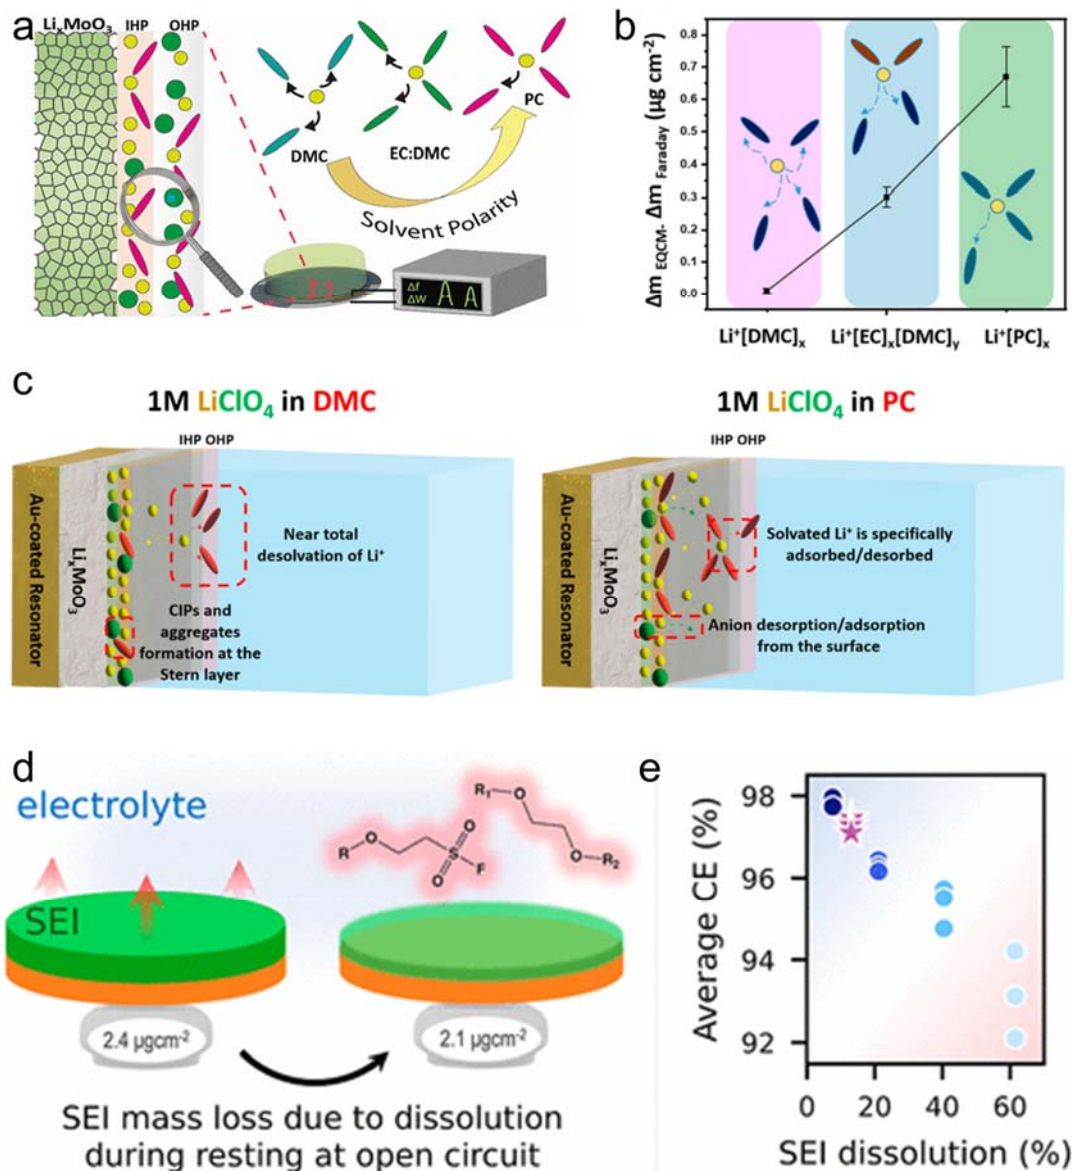 a
LiₓMoO₃ IHP OHP
DMC
EC:DMC
PC
Solvent Polarity
Δf
ΔW
b
Δm EQCM- Δm Faraday (µg cm⁻²)
0.8
0.7
0.6
0.5
0.4
0.3
0.2
0.1
0.0
Li⁺[DMC]ₓ
Li⁺[EC]ₓ[DMC]ᵧ
Li⁺[PC]ₓ
c
1M LiClO₄ in DMC
IHP OHP
Au-coated Resonator
LiₓMoO₃
Near total
desolvation of Li⁺
CIPs and
aggregates
formation at the
Stern layer
1M LiClO₄ in PC
IHP OHP
Au-coated Resonator
LiₓMoO₃
Solvated Li⁺ is specifically
adsorbed/desorbed
Anion desorption/adsorption
from the surface
d
electrolyte
SEI
2.4 µgcm⁻²
R O S O O F
R₁ O O R₂
2.1 µgcm⁻²
SEI mass loss due to dissolution
during resting at open circuit
e
Average CE (%)
98
96
94
92
0 20 40 60
SEI dissolution (%)